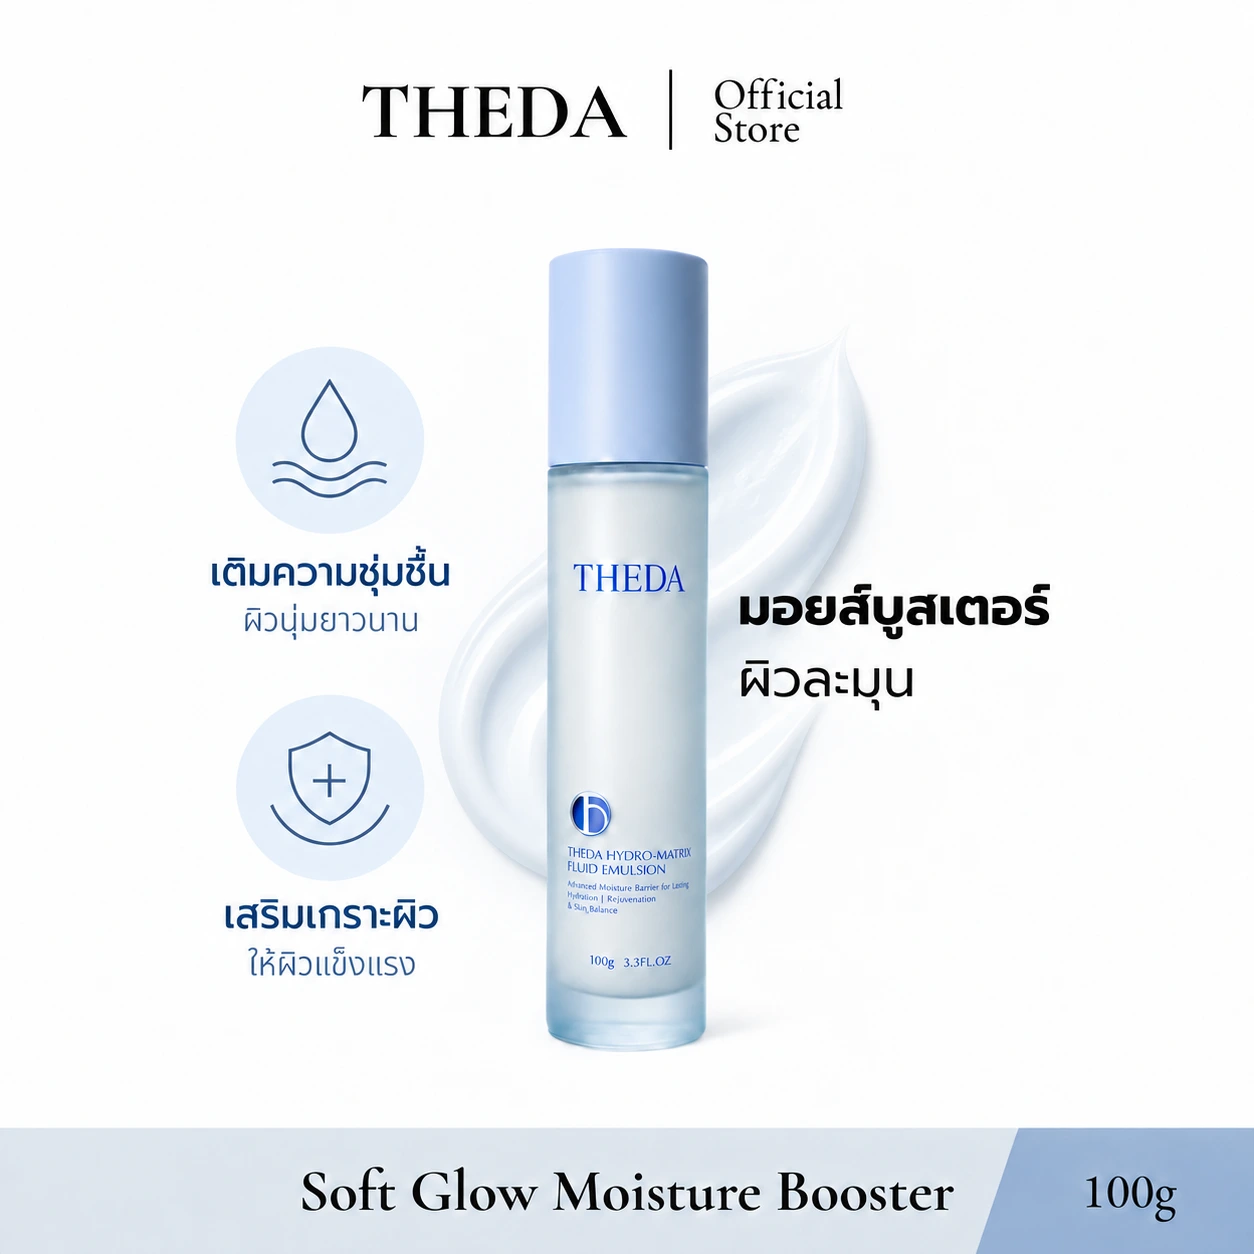 THEDA
Official
Store
เติมความชุ่มชื้น
ผิวนุ่มยาวนาน
เสริมเกราะผิว
ให้ผิวแข็งแรง
THEDA
THEDA HYDRO-MATRIX
FLUID EMULSION
Advanced Moisture Barrier for Lasting
Hydration | Rejuvenation
& Skin Balance
100g 3.3FL.OZ
มอยส์บูสเตอร์
ผิวละมุน
Soft Glow Moisture Booster
100g